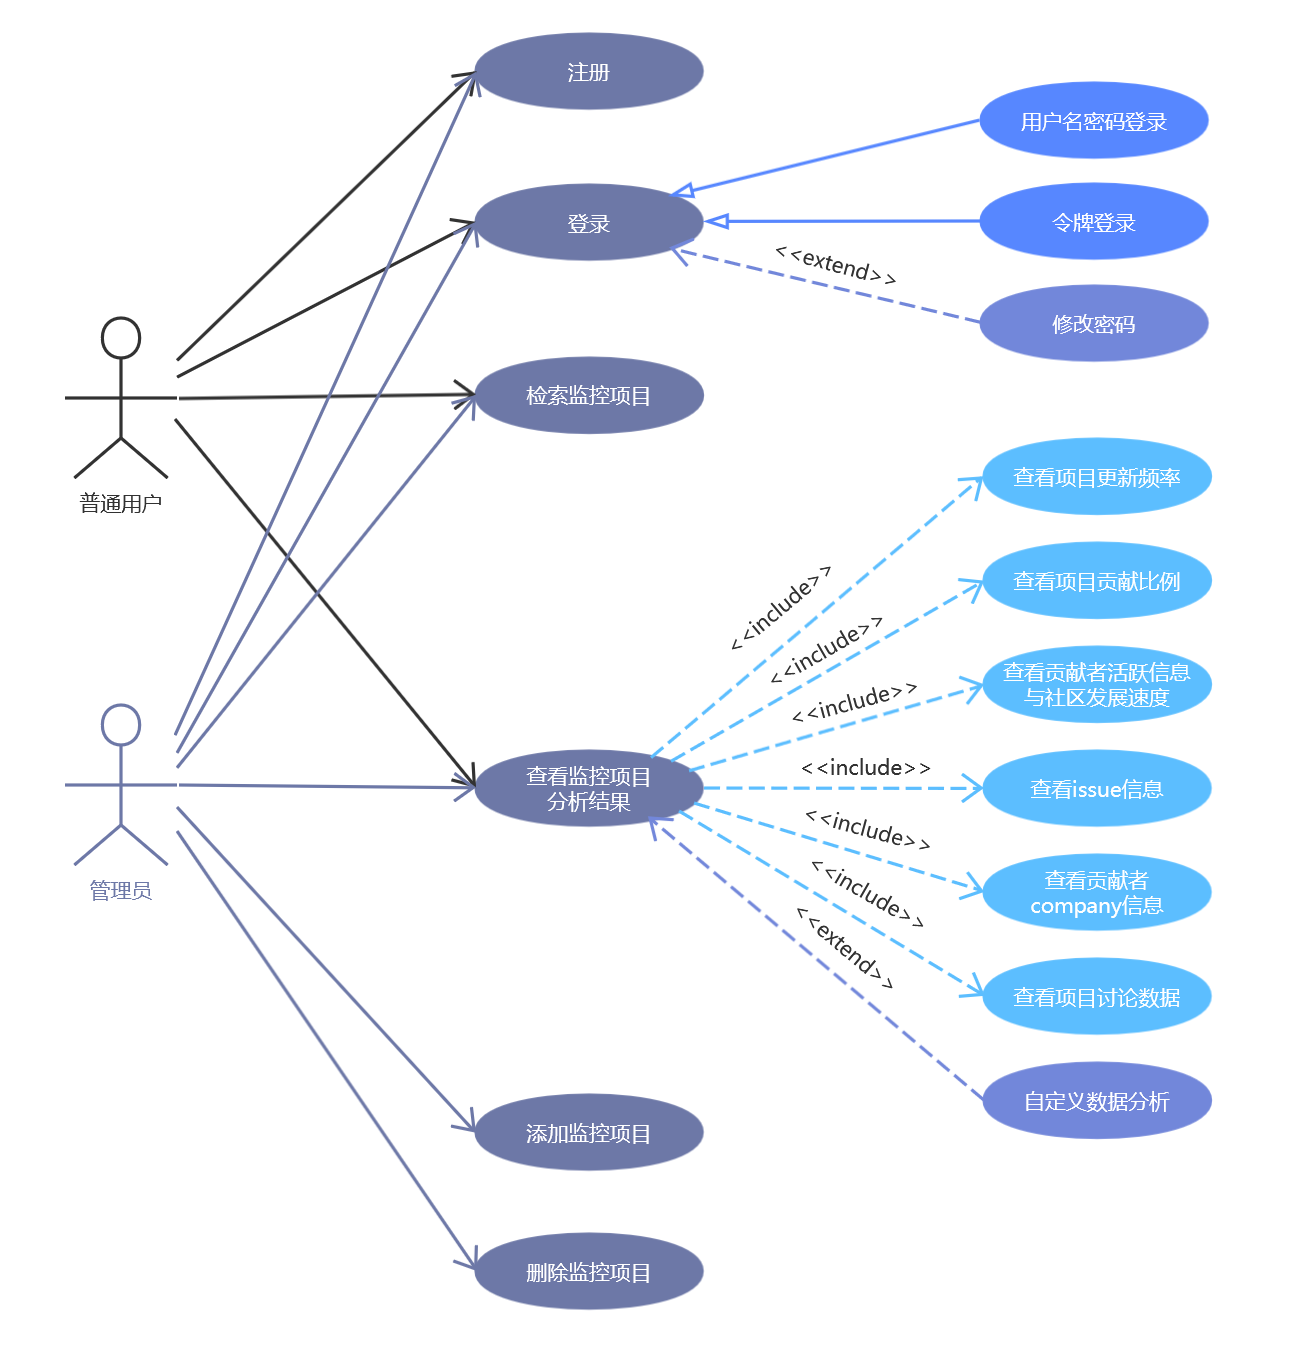 注册
用户名密码登录
登录
令牌登录
<<extend>>
修改密码
检索监控项目
普通用户
查看项目更新频率
<<include>>
查看项目贡献比例
<<include>>
查看贡献者活跃信息
与社区发展速度
<<include>>
查看监控项目
分析结果
<<include>>
查看issue信息
<<include>>
查看贡献者
company信息
<<include>>
管理员
<<extend>>
查看项目讨论数据
自定义数据分析
添加监控项目
删除监控项目